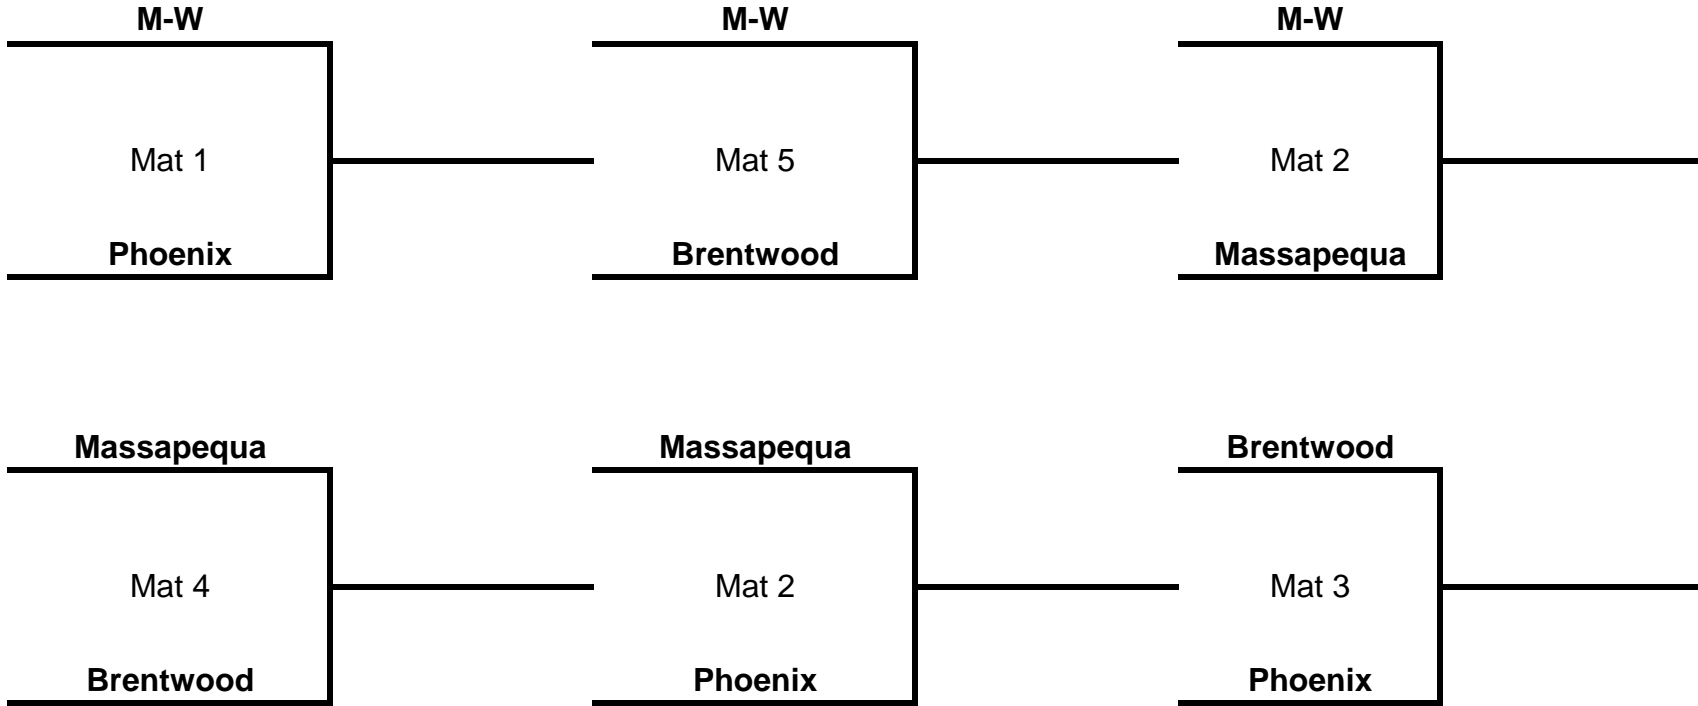 M-W
M-W
M-W
Mat 1
Mat 5
Mat 2
Phoenix
Brentwood
Massapequa
Massapequa
Massapequa
Brentwood
Mat 4
Mat 2
Mat 3
Brentwood
Phoenix
Phoenix